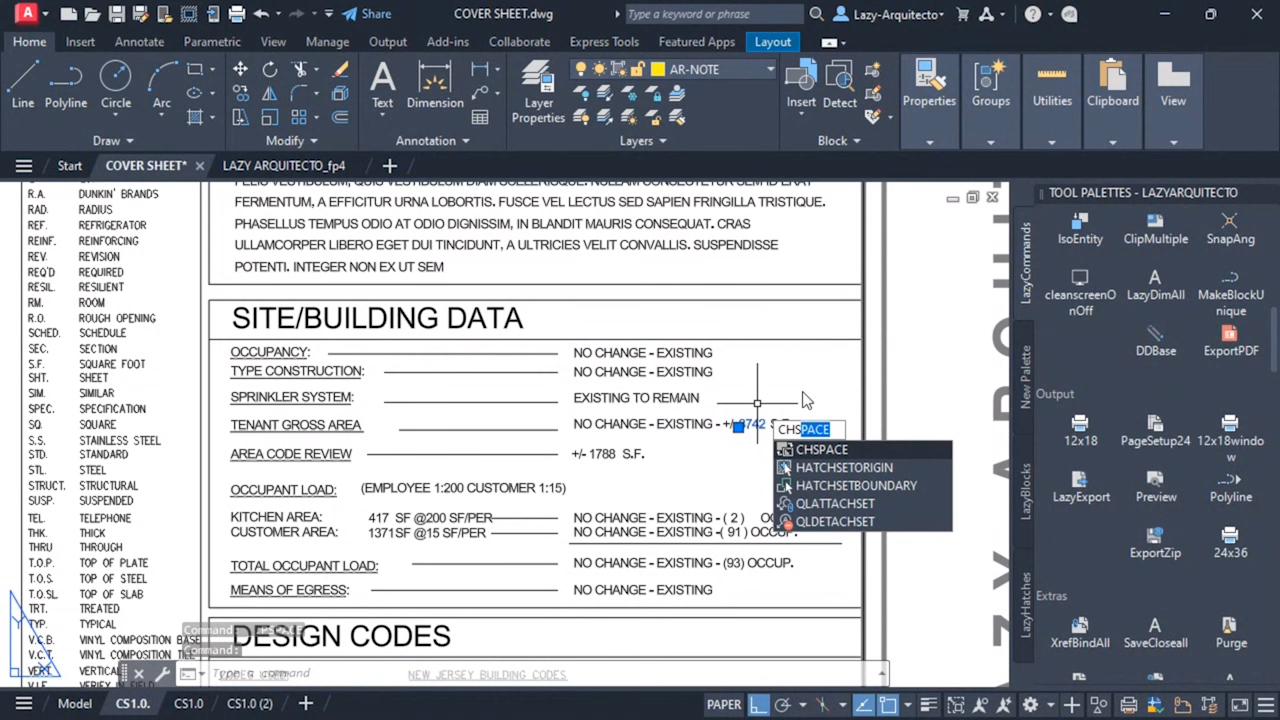 A Share COVER SHEET.dwg Type a keyword or phrase Lazy-Arquitecto
Home Insert Annotate Parametric View Manage Output Add-ins Collaborate Express Tools Featured Apps Layout
AR-NOTE
Line Polyline Circle Arc Text Dimension Layer Properties Insert Detect Properties Groups Utilities Clipboard View
Draw Modify Annotation Layers Block
Start COVER SHEET* LAZY ARQUITECTO_fp4
R.A. DUNKIN' BRANDS
RAD. RADIUS
REF. REFRIGERATOR
REINF. REINFORCING
REV. REVISION
REQ'D REQUIRED
RESIL. RESILIENT
RM. ROOM
R.O. ROUGH OPENING
SCHED. SCHEDULE
SEC. SECTION
S.F. SQUARE FOOT
SHT. SHEET
SIM. SIMILAR
SPEC. SPECIFICATION
SQ. SQUARE
S.S. STAINLESS STEEL
STD. STANDARD
STL. STEEL
STRUCT. STRUCTURAL
SUSP. SUSPENDED
TEL. TELEPHONE
THK. THICK
THRU THROUGH
T.O.P. TOP OF PLATE
T.O.S. TOP OF STEEL
T.O.SL. TOP OF SLAB
TRT. TREATED
TYP. TYPICAL
V.C.B. VINYL COMPOSITION BASE
V.C.T. VINYL COMPOSITION TILE
VERT. VERTICAL
V.I.F. VERIFY IN FIELD
FERMENTUM, A EFFICITUR URNA LOBORTIS. FUSCE VEL LECTUS SED SAPIEN FRINGILLA TRISTIQUE.
PHASELLUS TEMPUS ODIO AT ODIO DIGNISSIM, IN BLANDIT MAURIS CONSEQUAT. CRAS
ULLAMCORPER LIBERO EGET DUI TINCIDUNT, A ULTRICIES VELIT CONVALLIS. SUSPENDISSE
POTENTI. INTEGER NON EX UT SEM
SITE/BUILDING DATA
OCCUPANCY: NO CHANGE - EXISTING
TYPE CONSTRUCTION: NO CHANGE - EXISTING
SPRINKLER SYSTEM: EXISTING TO REMAIN
TENANT GROSS AREA NO CHANGE - EXISTING - +/-
AREA CODE REVIEW +/- 1788 S.F.
OCCUPANT LOAD: (EMPLOYEE 1:200 CUSTOMER 1:15)
KITCHEN AREA: 417 SF @200 SF/PER NO CHANGE - EXISTING - ( 2 )
CUSTOMER AREA: 1371SF @15 SF/PER NO CHANGE - EXISTING -( 91 ) OCCUP.
TOTAL OCCUPANT LOAD: NO CHANGE - EXISTING - (93) OCCUP.
MEANS OF EGRESS: NO CHANGE - EXISTING
DESIGN CODES
NEW JERSEY BUILDING CODES
CHSPACE
CHSPACE
HATCHSETORIGIN
HATCHSETBOUNDARY
QLATTACHSET
QLDETACHSET
Command:
Command:
Type a command
TOOL PALETTES - LAZYARQUITECTO
LazyCommands
New Palette
LazyBlocks
LazyHatches
IsoEntity ClipMultiple SnapAng
cleanscreenOnOff LazyDimAll MakeBlockUnique
DDBase ExportPDF
Output
12x18 PageSetup24 12x18window
LazyExport Preview Polyline
ExportZip 24x36
Extras
XrefBindAll SaveCloseall Purge
Model CS1.0. CS1.0 CS1.0 (2) PAPER